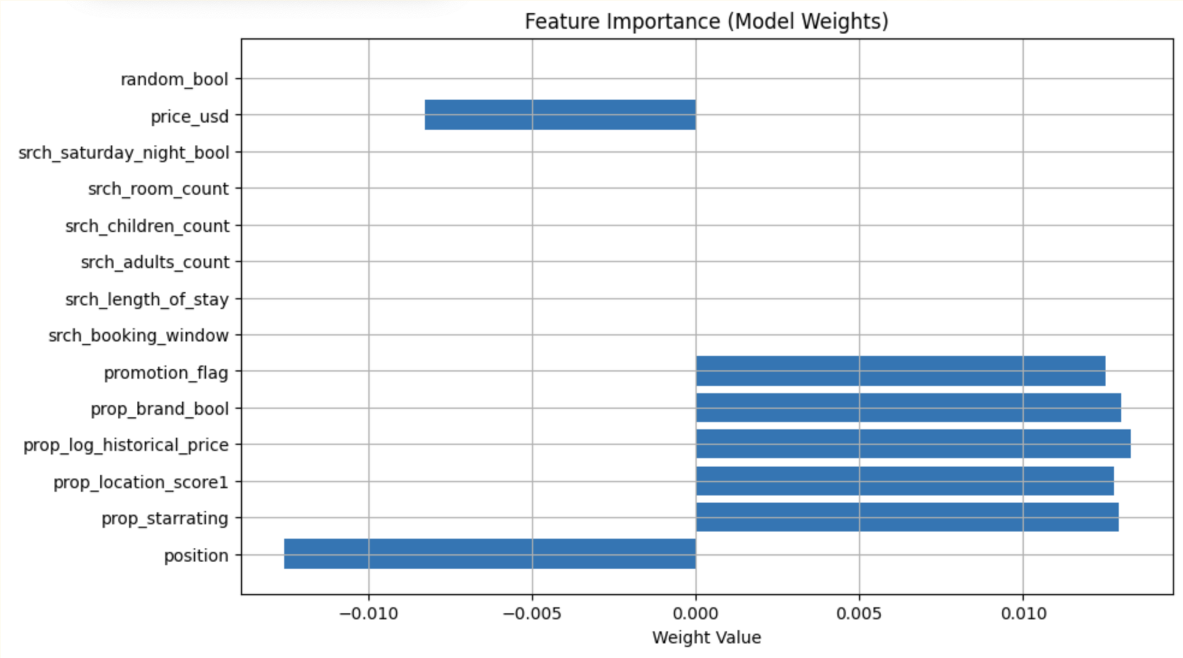 Feature Importance (Model Weights)
random_bool
price_usd
srch_saturday_night_bool
srch_room_count
srch_children_count
srch_adults_count
srch_length_of_stay
srch_booking_window
promotion_flag
prop_brand_bool
prop_log_historical_price
prop_location_score1
prop_starrating
position
−0.010 −0.005 0.000 0.005 0.010
Weight Value